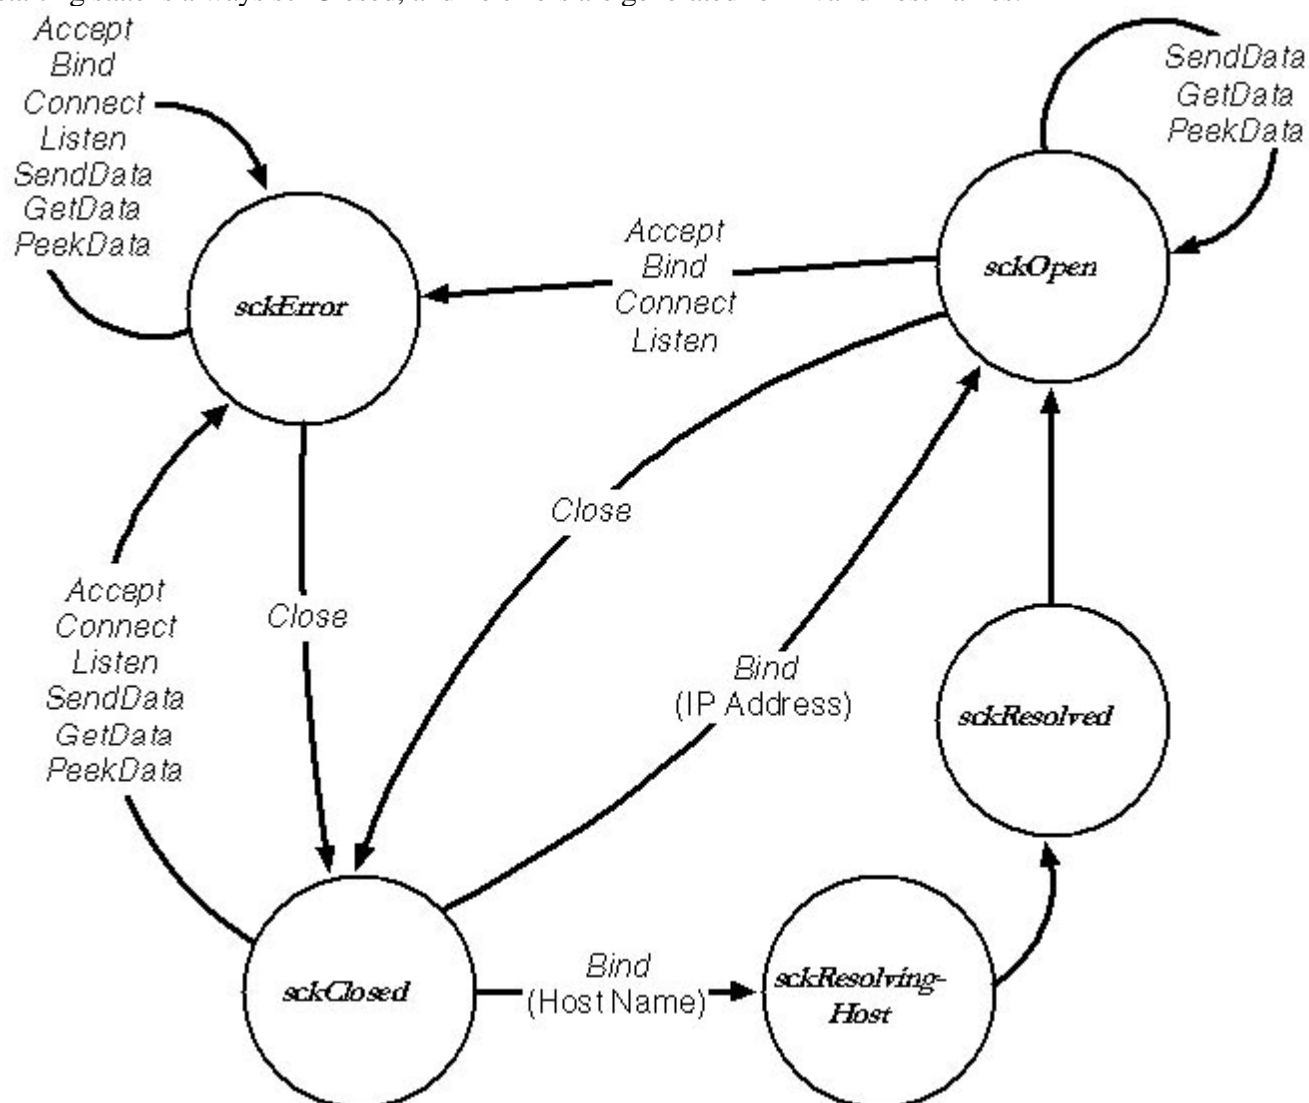 Accept
Bind
Connect
Listen
SendData
GetData
PeekData
SendData
GetData
PeekData
sckError
Accept
Bind
Connect
Listen
sckOpen
Close
Close
Accept
Connect
Listen
SendData
GetData
PeekData
Bind
(IP Address)
sckResolved
sckClosed
Bind
(Host Name)
sckResolving-
Host